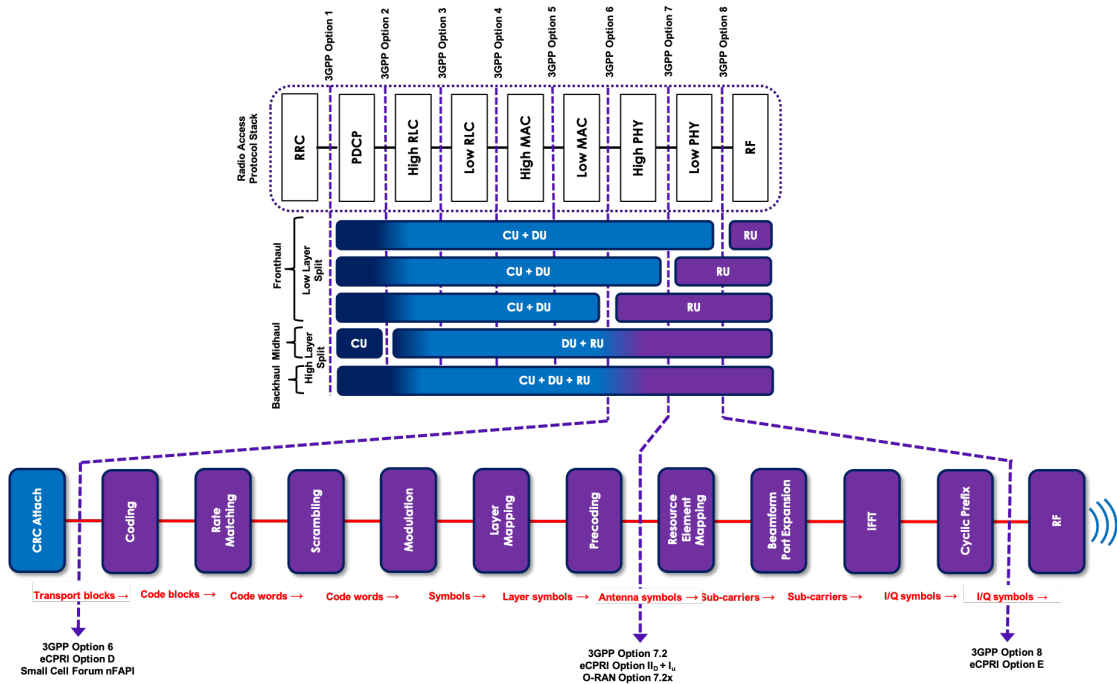 3GPP Option 1
3GPP Option 2
3GPP Option 3
3GPP Option 4
3GPP Option 5
3GPP Option 6
3GPP Option 7
3GPP Option 8
Radio Access
Protocol Stack
RRC
PDCP
High RLC
Low RLC
High MAC
Low MAC
High PHY
Low PHY
RF
Fronthaul
Low Layer
Split
CU + DU
RU
CU + DU
RU
CU + DU
RU
Midhaul
High Layer
Split
CU
DU + RU
Backhaul
CU + DU + RU
CRC Attach
Coding
Rate
Matching
Scrambling
Modulation
Layer
Mapping
Precoding
Resource
Element
Mapping
Beamform
Port Expansion
iFFT
Cyclic Prefix
RF
Transport blocks →
Code blocks →
Code words →
Code words →
Symbols →
Layer symbols →
Antenna symbols →
Sub-carriers →
Sub-carriers →
I/Q symbols →
I/Q symbols →
3GPP Option 6
eCPRI Option D
Small Cell Forum nFAPI
3GPP Option 7.2
eCPRI Option II_D + I_u
O-RAN Option 7.2x
3GPP Option 8
eCPRI Option E